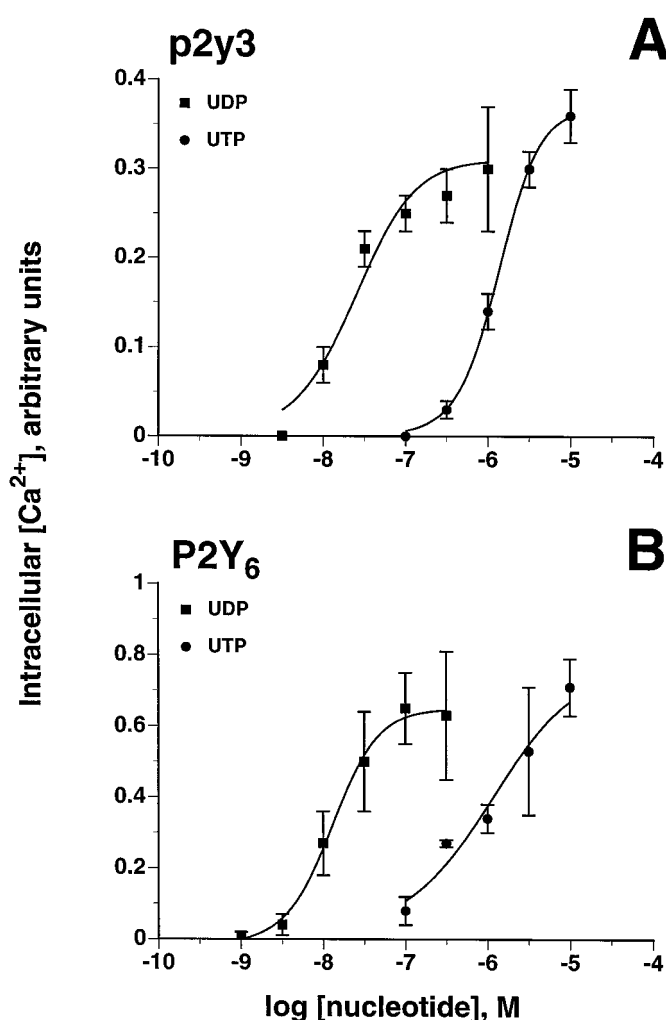 p2y3
A
UDP
UTP
0.4
0.3
0.2
0.1
0
-10 -9 -8 -7 -6 -5 -4
Intracellular [Ca²⁺], arbitrary units
P2Y₆
B
UDP
UTP
1
0.8
0.6
0.4
0.2
0
-10 -9 -8 -7 -6 -5 -4
log [nucleotide], M